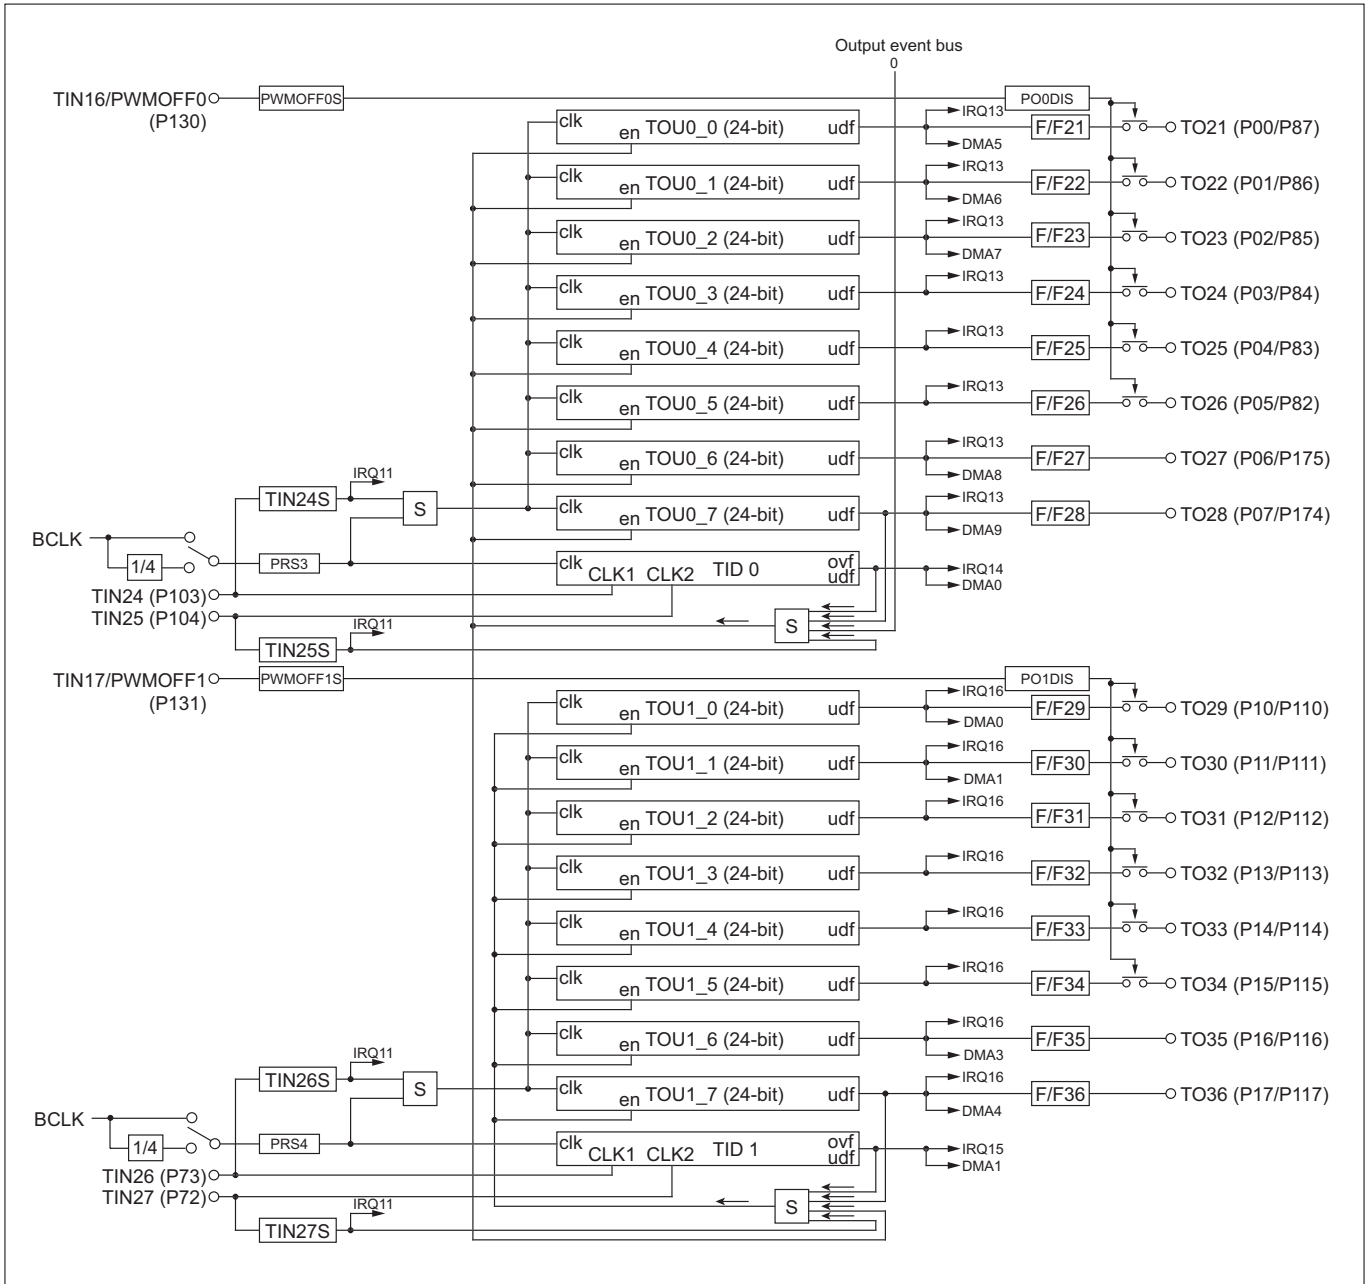 Output event bus
0
TIN16/PWMOFF0
(P130)
PWMOFF0S
PO0DIS
clk
en TOU0_0 (24-bit) udf
IRQ13
DMA5
F/F21
TO21 (P00/P87)
clk
en TOU0_1 (24-bit) udf
IRQ13
DMA6
F/F22
TO22 (P01/P86)
clk
en TOU0_2 (24-bit) udf
IRQ13
DMA7
F/F23
TO23 (P02/P85)
clk
en TOU0_3 (24-bit) udf
IRQ13
F/F24
TO24 (P03/P84)
clk
en TOU0_4 (24-bit) udf
IRQ13
F/F25
TO25 (P04/P83)
clk
en TOU0_5 (24-bit) udf
IRQ13
F/F26
TO26 (P05/P82)
clk
en TOU0_6 (24-bit) udf
IRQ13
DMA8
F/F27
TO27 (P06/P175)
TIN24S
IRQ11
S
clk
en TOU0_7 (24-bit) udf
IRQ13
DMA9
F/F28
TO28 (P07/P174)
BCLK
1/4
PRS3
clk
CLK1 CLK2 TID 0
ovf
udf
IRQ14
DMA0
TIN24 (P103)
TIN25 (P104)
TIN25S
IRQ11
S
TIN17/PWMOFF1
(P131)
PWMOFF1S
PO1DIS
clk
en TOU1_0 (24-bit) udf
IRQ16
DMA0
F/F29
TO29 (P10/P110)
clk
en TOU1_1 (24-bit) udf
IRQ16
DMA1
F/F30
TO30 (P11/P111)
clk
en TOU1_2 (24-bit) udf
IRQ16
F/F31
TO31 (P12/P112)
clk
en TOU1_3 (24-bit) udf
IRQ16
F/F32
TO32 (P13/P113)
clk
en TOU1_4 (24-bit) udf
IRQ16
F/F33
TO33 (P14/P114)
clk
en TOU1_5 (24-bit) udf
IRQ16
F/F34
TO34 (P15/P115)
clk
en TOU1_6 (24-bit) udf
IRQ16
DMA3
F/F35
TO35 (P16/P116)
TIN26S
IRQ11
S
clk
en TOU1_7 (24-bit) udf
IRQ16
DMA4
F/F36
TO36 (P17/P117)
BCLK
1/4
PRS4
clk
CLK1 CLK2 TID 1
ovf
udf
IRQ15
DMA1
TIN26 (P73)
TIN27 (P72)
TIN27S
IRQ11
S